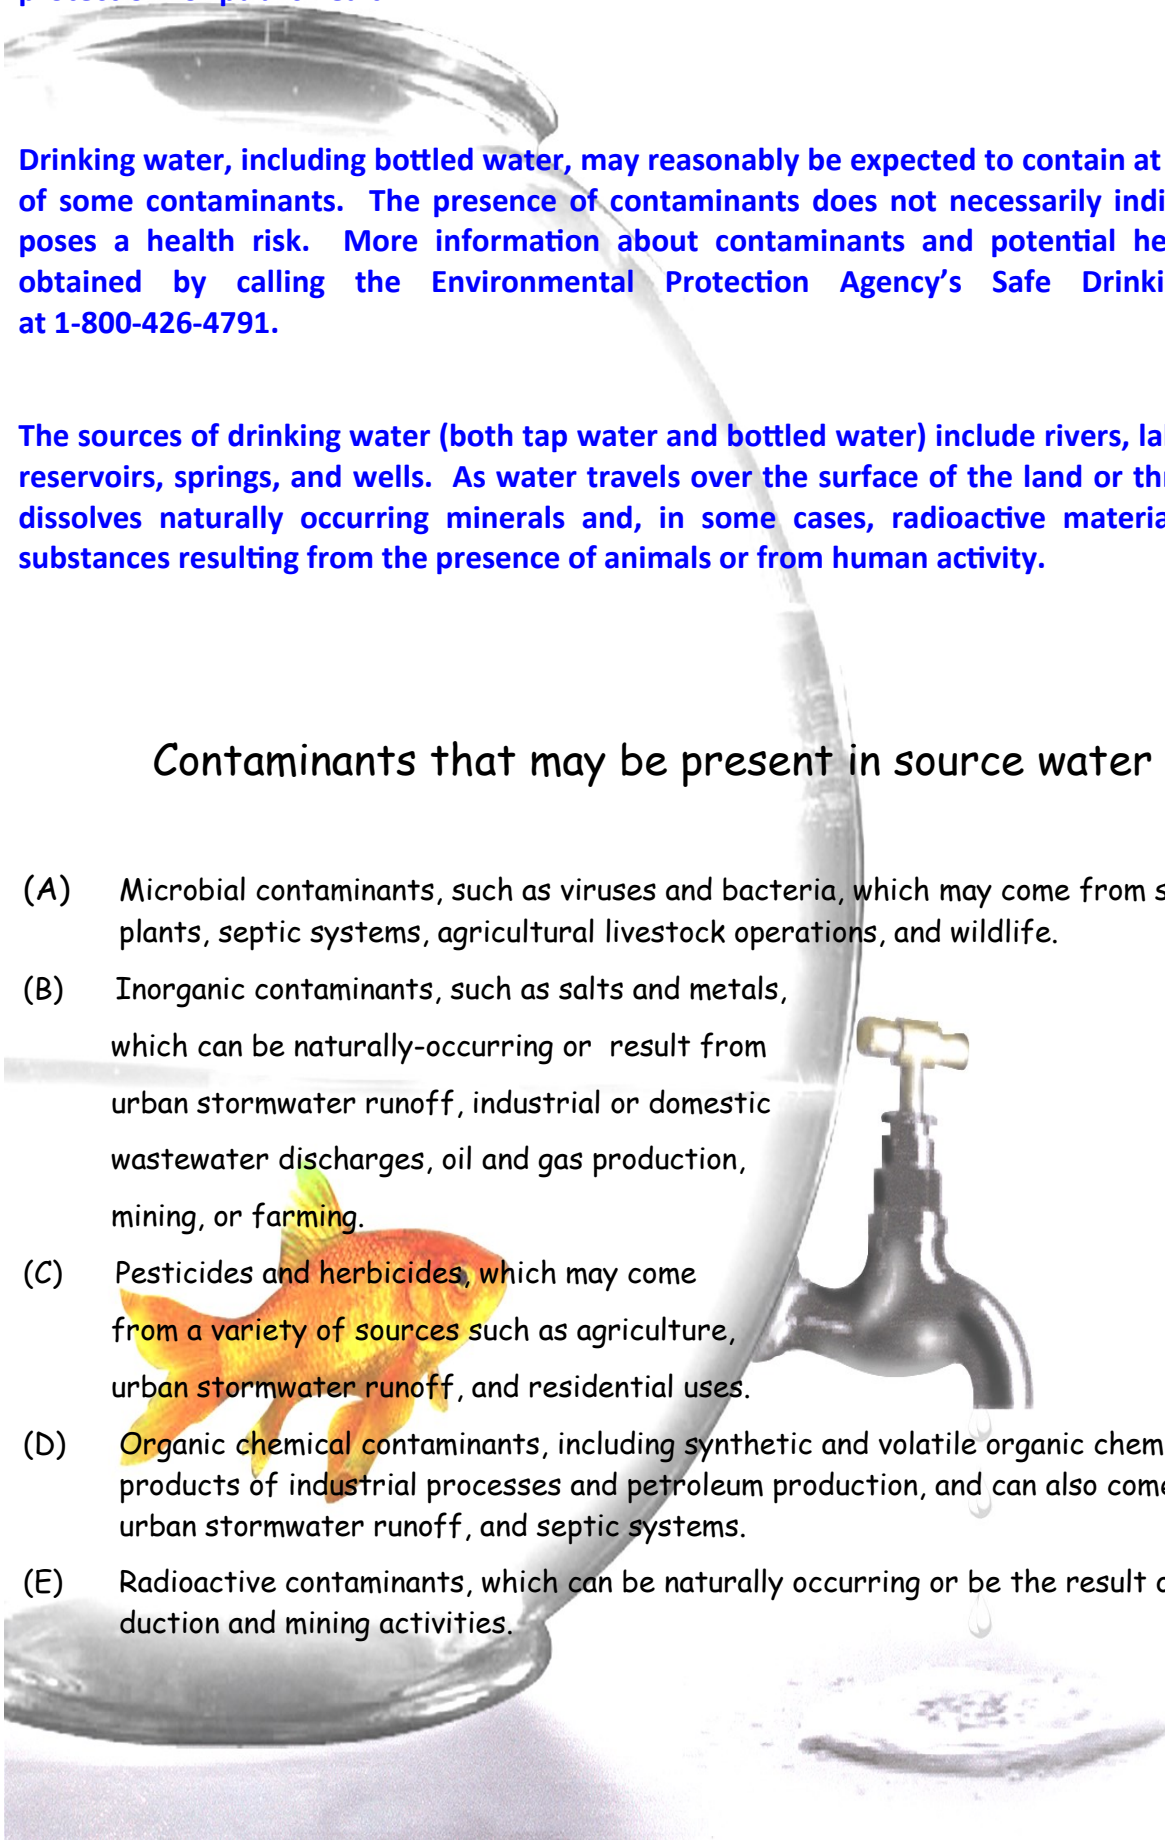 Drinking water, including bottled water, may reasonably be expected to contain at
of some contaminants. The presence of contaminants does not necessarily indi
poses a health risk. More information about contaminants and potential he
obtained by calling the Environmental Protection Agency's Safe Drinki
at 1-800-426-4791.
The sources of drinking water (both tap water and bottled water) include rivers, la
reservoirs, springs, and wells. As water travels over the surface of the land or thr
dissolves naturally occurring minerals and, in some cases, radioactive materia
substances resulting from the presence of animals or from human activity.
Contaminants that may be present in source water
(A) Microbial contaminants, such as viruses and bacteria, which may come from s
plants, septic systems, agricultural livestock operations, and wildlife.
(B) Inorganic contaminants, such as salts and metals,
which can be naturally-occurring or result from
urban stormwater runoff, industrial or domestic
wastewater discharges, oil and gas production,
mining, or farming.
(C) Pesticides and herbicides, which may come
from a variety of sources such as agriculture,
urban stormwater runoff, and residential uses.
(D) Organic chemical contaminants, including synthetic and volatile organic chem
products of industrial processes and petroleum production, and can also come
urban stormwater runoff, and septic systems.
(E) Radioactive contaminants, which can be naturally occurring or be the result o
duction and mining activities.